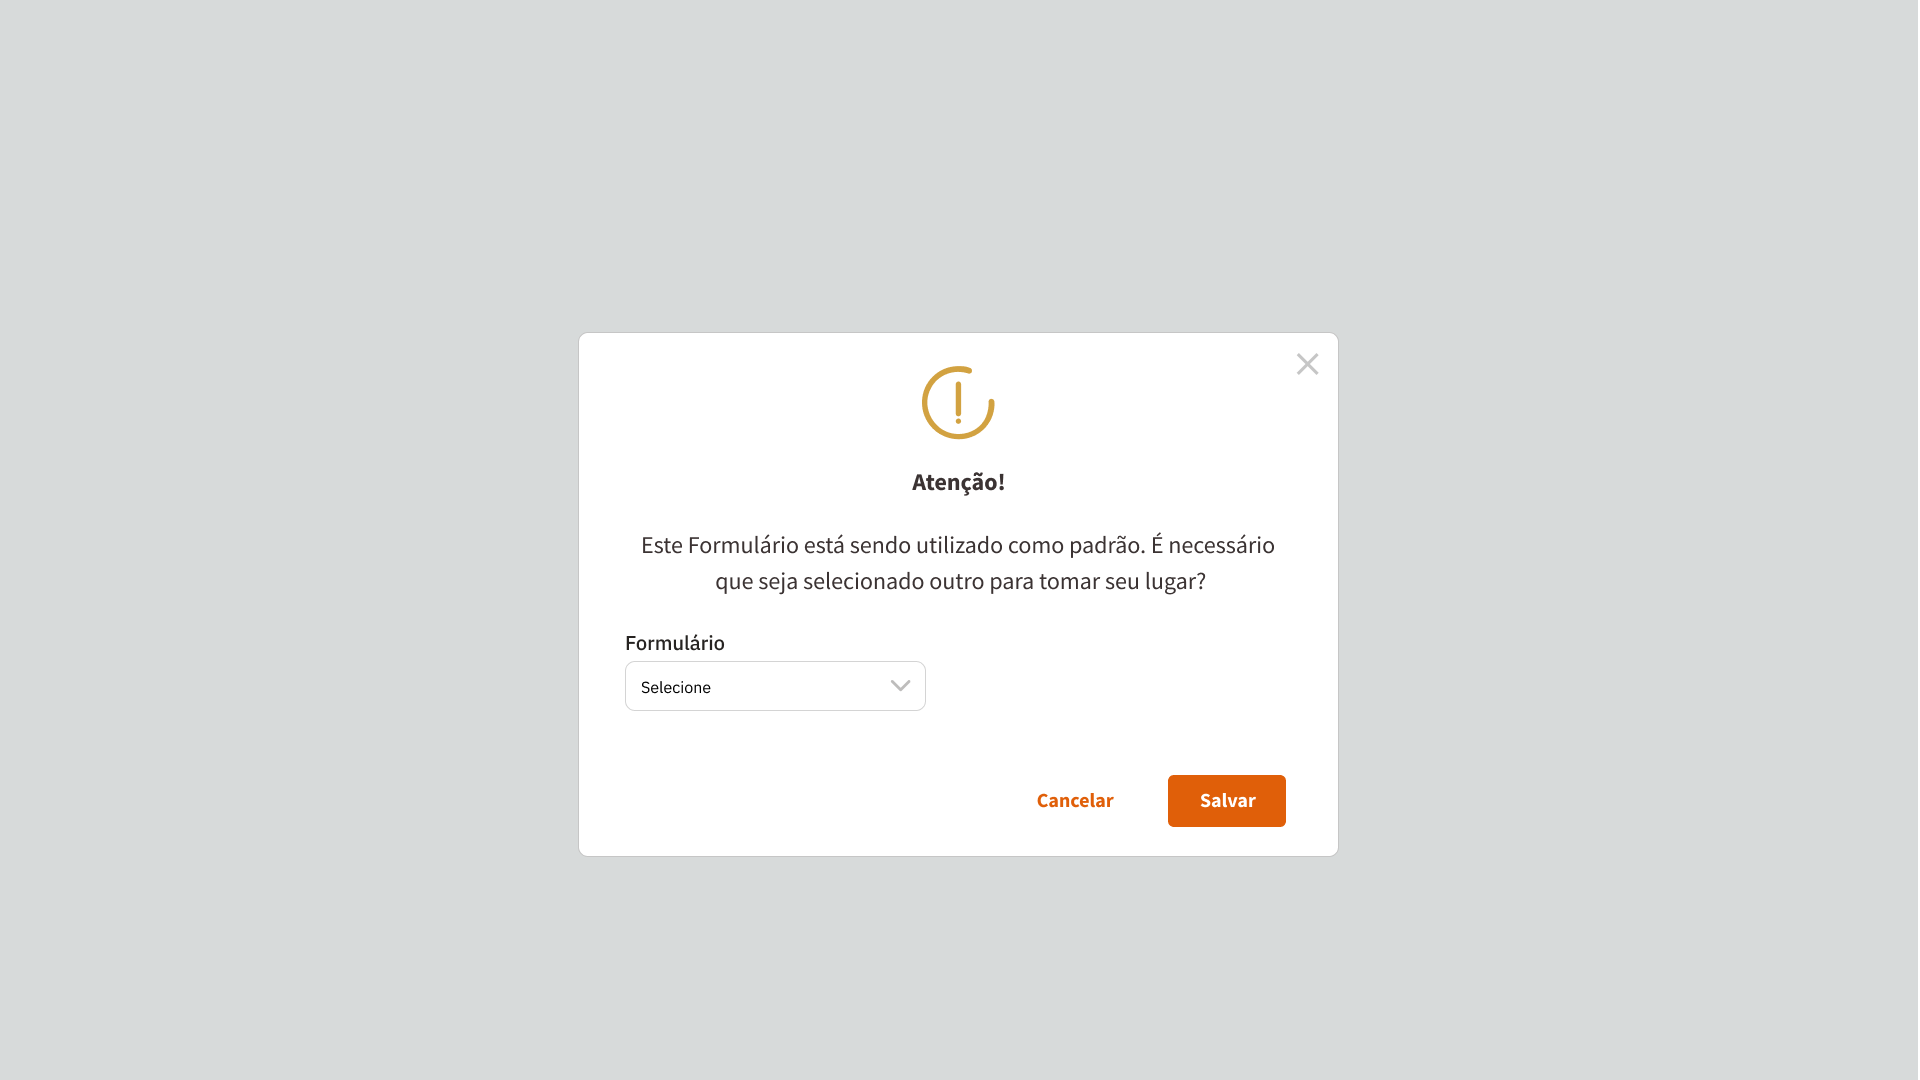 Atenção!
Este Formulário está sendo utilizado como padrão. É necessário
que seja selecionado outro para tomar seu lugar?
Formulário
Selecione
Cancelar
Salvar